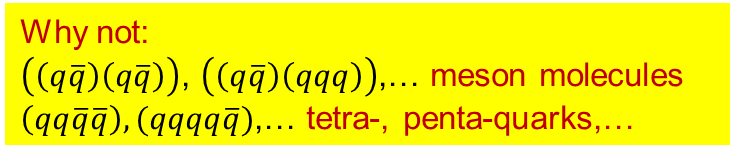 Why not:
((qq̄)(qq̄)), ((qq̄)(qqq)),… meson molecules
(qqq̄q̄), (qqqqq̄),… tetra-, penta-quarks,…